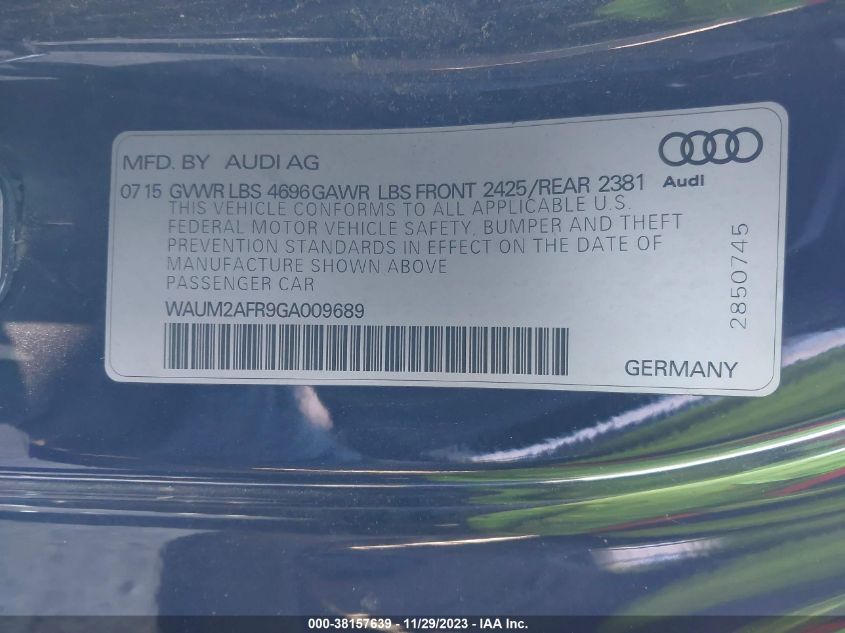 MFD. BY AUDI AG
Audi
07 15 GVWR LBS 4696 GAWR LBS FRONT 2425/REAR 2381
THIS VEHICLE CONFORMS TO ALL APPLICABLE U.S.
FEDERAL MOTOR VEHICLE SAFETY, BUMPER AND THEFT
PREVENTION STANDARDS IN EFFECT ON THE DATE OF
MANUFACTURE SHOWN ABOVE
PASSENGER CAR
WAUM2AFR9GA009689
GERMANY
2850745
000-38157639 - 11/29/2023 - IAA Inc.